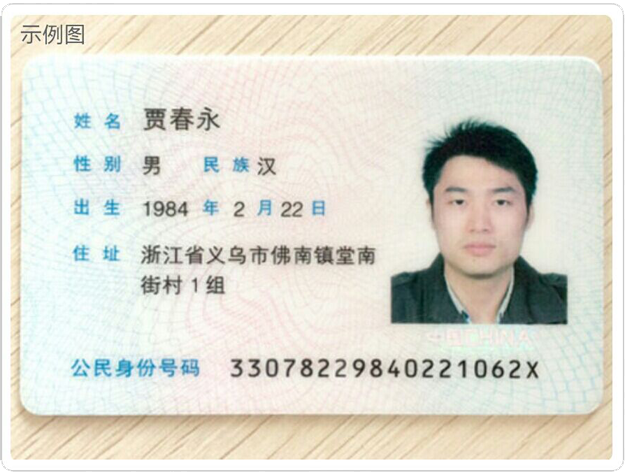 示例图
姓名 贾春永
性别 男 民族 汉
出生 1984 年 2 月 22 日
住址 浙江省义乌市佛南镇堂南
街村1组
公民身份号码 33078229840221062X